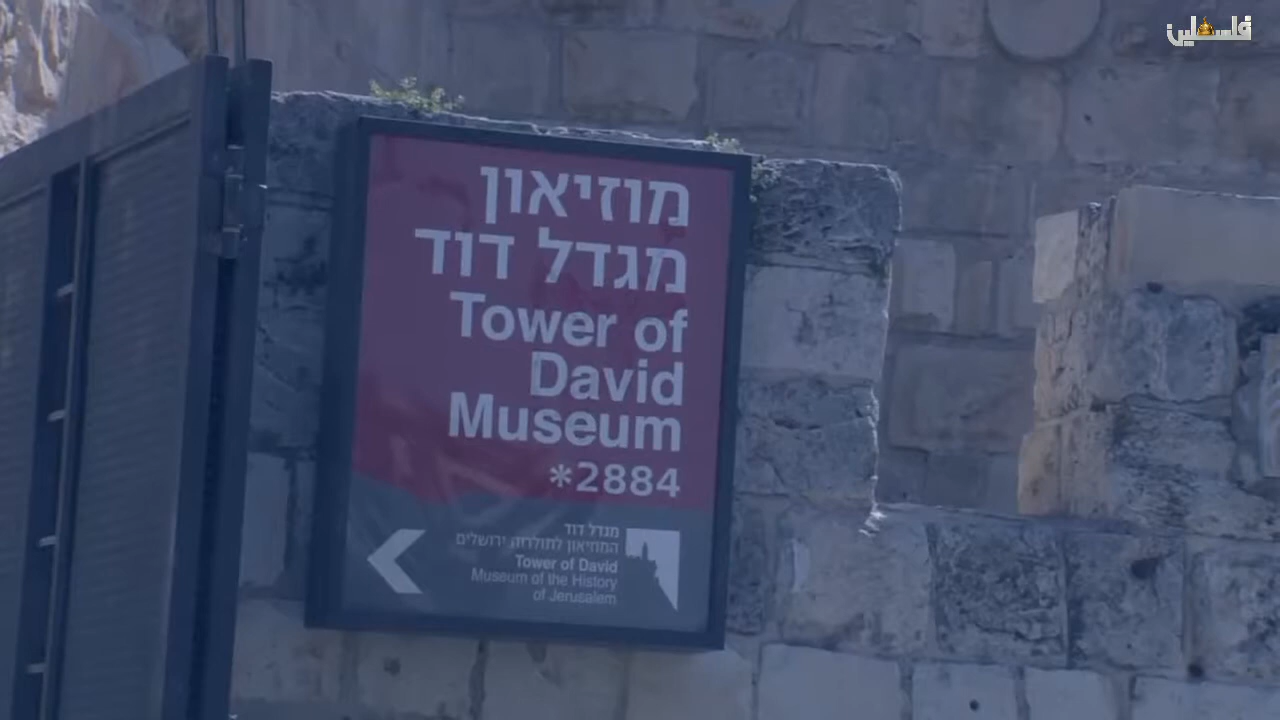 فلسطين
מוזיאון
מגדל דוד
Tower of
David
Museum
*2884
מגדל דוד
המוזיאון לתולדות ירושלים
Tower of David
Museum of the History
of Jerusalem